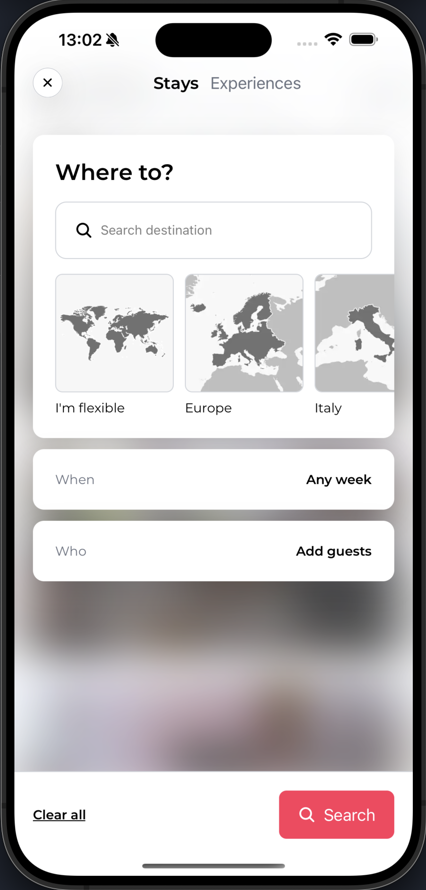 13:02
Stays Experiences
Where to?
Search destination
I'm flexible Europe Italy
When Any week
Who Add guests
Clear all Search